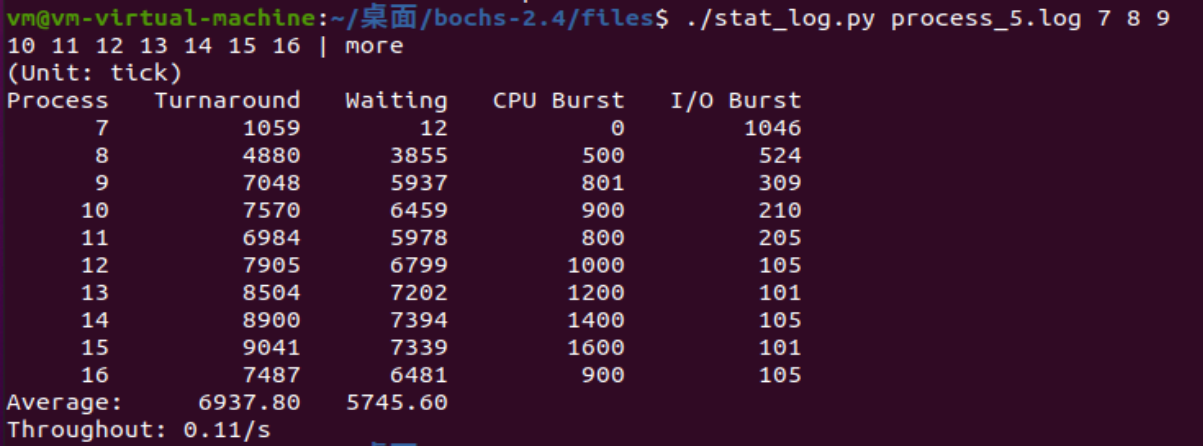 vm@vm-virtual-machine:~/桌面/bochs-2.4/files$ ./stat_log.py process_5.log 7 8 9
10 11 12 13 14 15 16 | more
(Unit: tick)
Process   Turnaround   Waiting   CPU Burst   I/O Burst
      7         1059        12           0        1046
      8         4880      3855         500         524
      9         7048      5937         801         309
     10         7570      6459         900         210
     11         6984      5978         800         205
     12         7905      6799        1000         105
     13         8504      7202        1200         101
     14         8900      7394        1400         105
     15         9041      7339        1600         101
     16         7487      6481         900         105
Average:     6937.80   5745.60
Throughout: 0.11/s